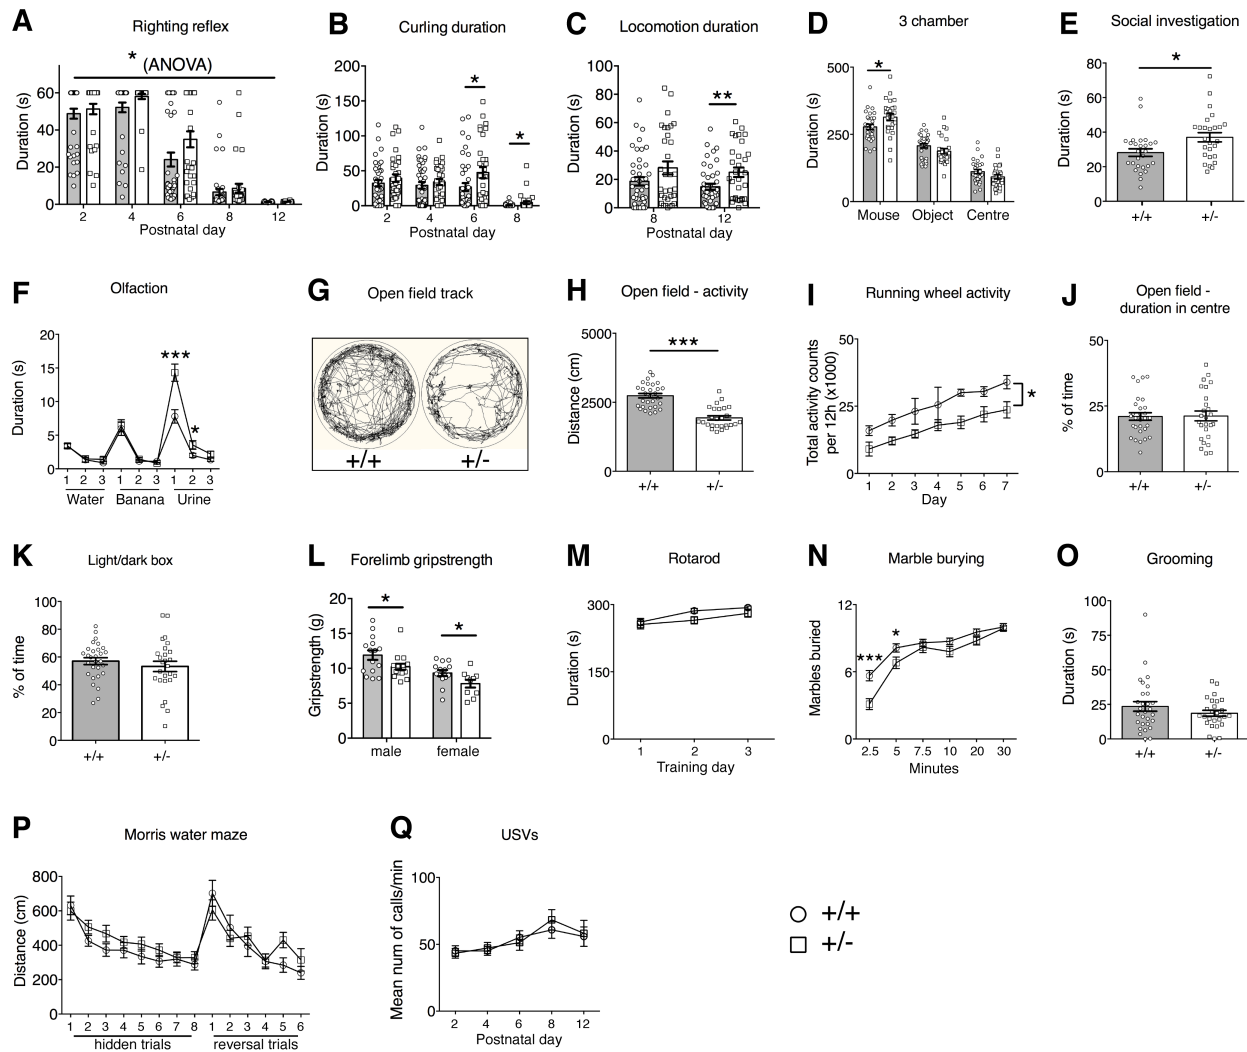 A Righting reflex
* (ANOVA)
Duration (s)
60
40
20
0
2 4 6 8 12
Postnatal day
B Curling duration
Duration (s)
200
150
100
50
0
*
*
2 4 6 8
Postnatal day
C Locomotion duration
Duration (s)
100
80
60
40
20
0
**
8 12
Postnatal day
D 3 chamber
Duration (s)
500
250
0
*
Mouse Object Centre
E Social investigation
Duration (s)
80
60
40
20
0
*
+/+ +/-
F Olfaction
Duration (s)
20
15
10
5
0
***
*
1 2 3 1 2 3 1 2 3
Water Banana Urine
G Open field track
+/+ +/-
H Open field - activity
Distance (cm)
5000
2500
0
***
+/+ +/-
I Running wheel activity
Total activity counts
per 12h (x1000)
50
25
0
*
1 2 3 4 5 6 7
Day
J Open field -
duration in centre
% of time
50
25
0
+/+ +/-
K Light/dark box
% of time
100
80
60
40
20
0
+/+ +/-
L Forelimb gripstrength
Gripstrength (g)
20
15
10
5
0
*
*
male female
M Rotarod
Duration (s)
300
150
0
1 2 3
Training day
N Marble burying
Marbles buried
12
6
0
***
*
2.5 5 7.5 10 20 30
Minutes
O Grooming
Duration (s)
100
75
50
25
0
+/+ +/-
P Morris water maze
Distance (cm)
800
600
400
200
0
1 2 3 4 5 6 7 8 1 2 3 4 5 6
hidden trials reversal trials
Q USVs
Mean num of calls/min
100
50
0
2 4 6 8 12
Postnatal day
+/+
+/-